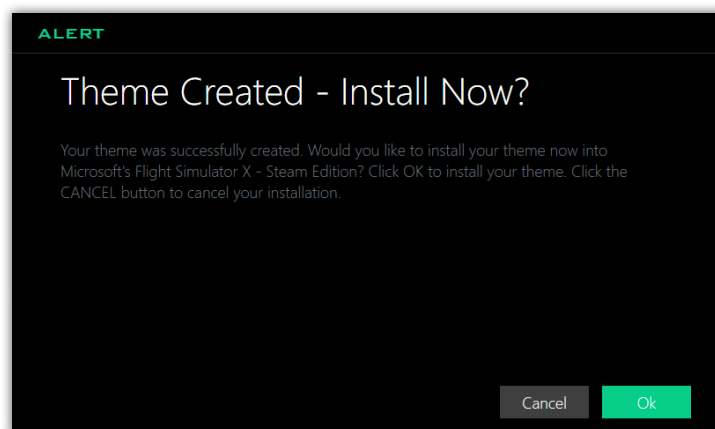 ALERT
Theme Created - Install Now?
Your theme was successfully created. Would you like to install your theme now into
Microsoft's Flight Simulator X - Steam Edition? Click OK to install your theme. Click the
CANCEL button to cancel your installation.
Cancel Ok